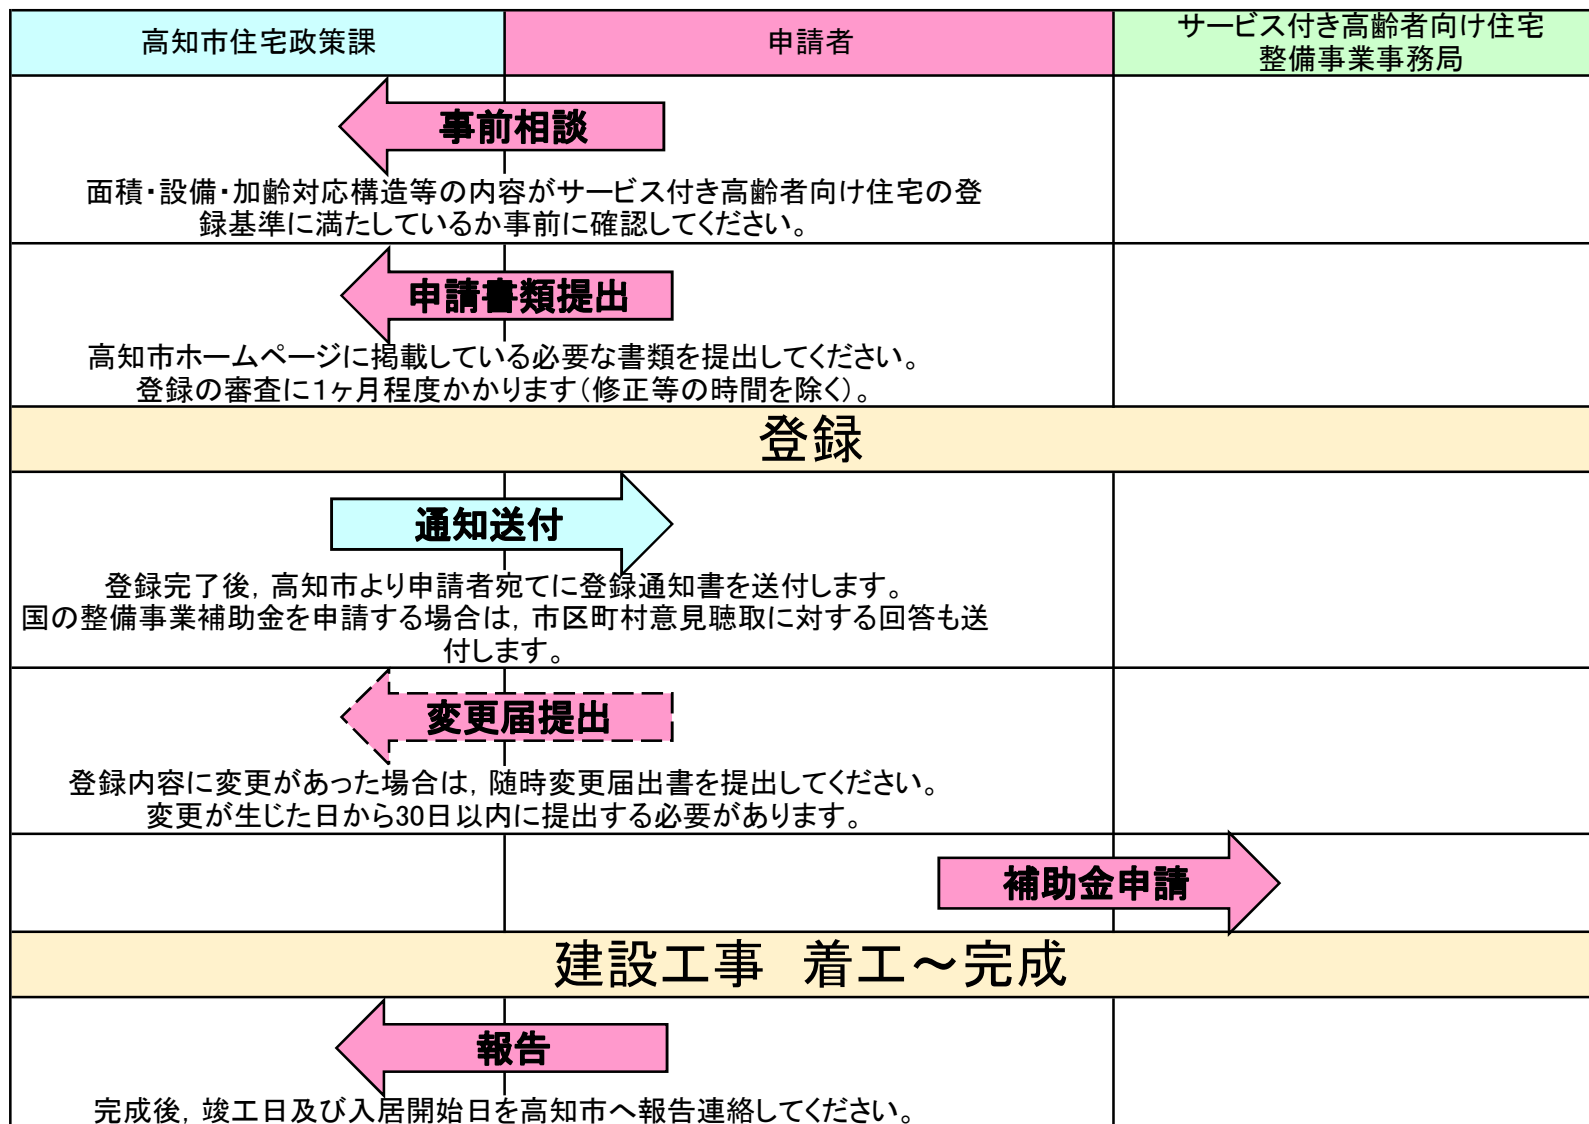 高知市住宅政策課
申請者
サービス付き高齢者向け住宅
整備事業事務局
事前相談
面積・設備・加齢対応構造等の内容がサービス付き高齢者向け住宅の登
録基準に満たしているか事前に確認してください。
申請書類提出
高知市ホームページに掲載している必要な書類を提出してください。
登録の審査に1ヶ月程度かかります（修正等の時間を除く）。
登録
通知送付
登録完了後，高知市より申請者宛てに登録通知書を送付します。
国の整備事業補助金を申請する場合は，市区町村意見聴取に対する回答も送
付します。
変更届提出
登録内容に変更があった場合は，随時変更届出書を提出してください。
変更が生じた日から30日以内に提出する必要があります。
補助金申請
建設工事　着工～完成
報告
完成後，竣工日及び入居開始日を高知市へ報告連絡してください。